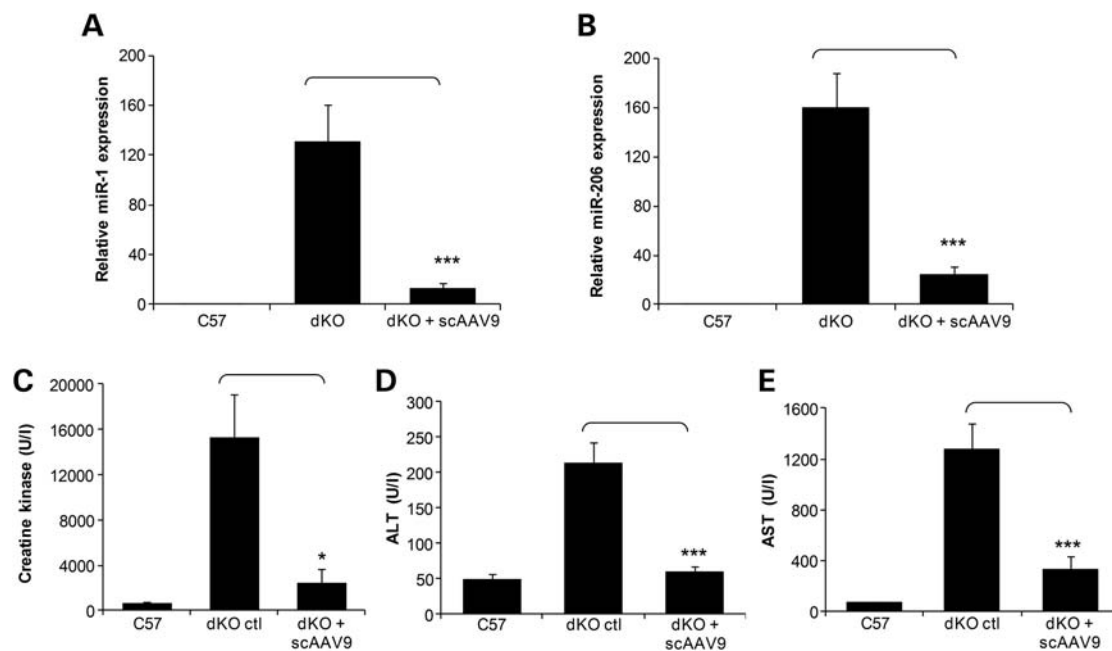 A
Relative miR-1 expression
200
160
120
80
40
0
***
C57
dKO
dKO + scAAV9
B
Relative miR-206 expression
200
160
120
80
40
0
***
C57
dKO
dKO + scAAV9
C
Creatine kinase (U/l)
20000
16000
12000
8000
4000
0
*
C57
dKO ctl
dKO +
scAAV9
D
ALT (U/l)
300
250
200
150
100
50
0
***
C57
dKO ctl
dKO +
scAAV9
E
AST (U/l)
1600
1200
800
400
0
***
C57
dKO ctl
dKO +
scAAV9